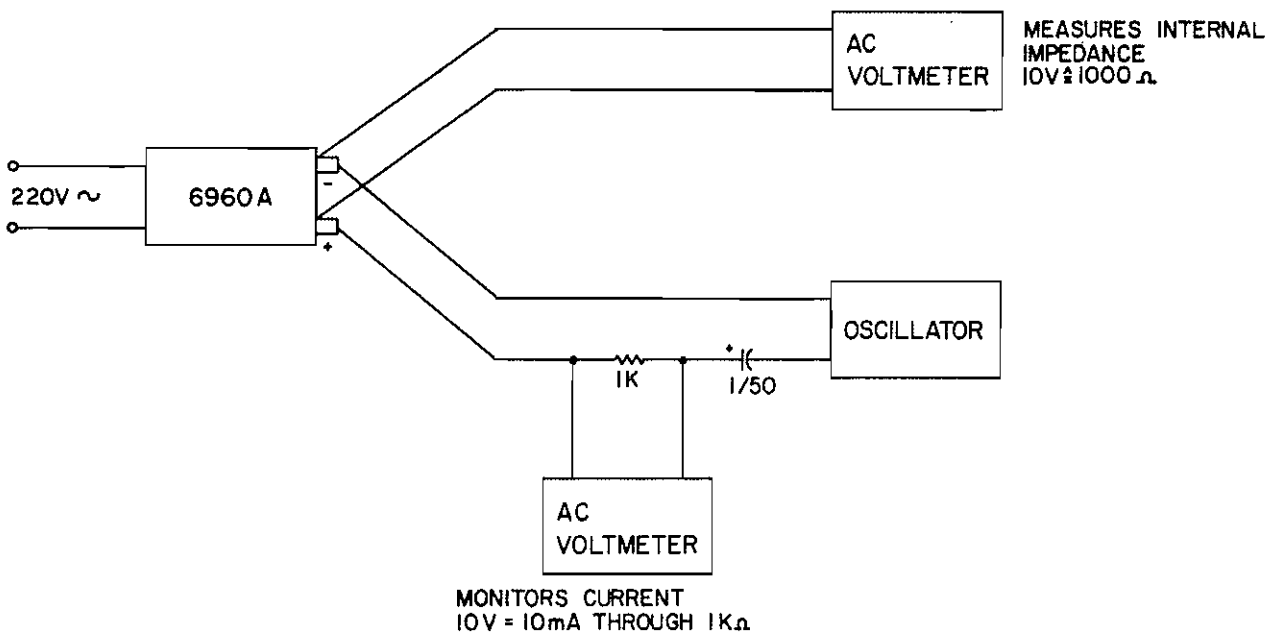 AC
VOLTMETER
MEASURES INTERNAL
IMPEDANCE
10V ≙ 1000 Ω
220V ~
6960A
-
+
OSCILLATOR
+
1K
1/50
AC
VOLTMETER
MONITORS CURRENT
10V = 10mA THROUGH 1KΩ